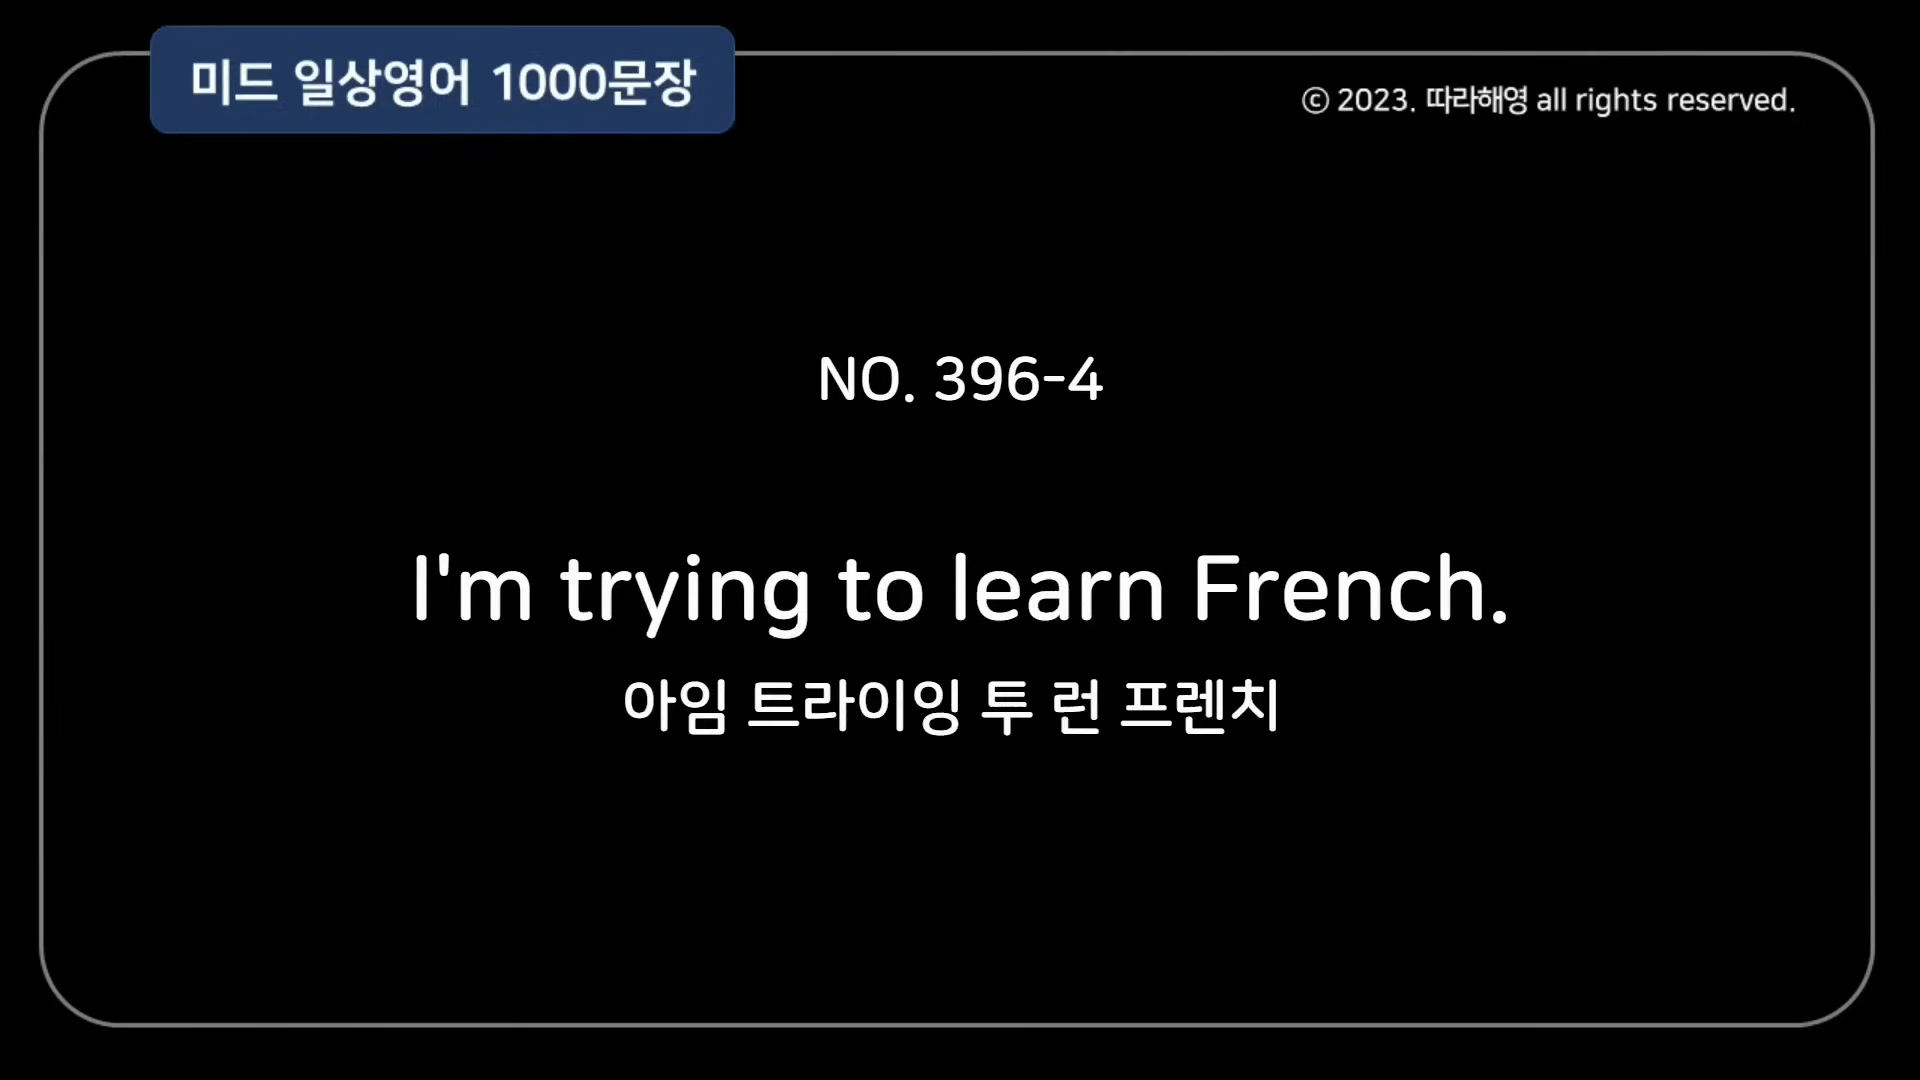 미드 일상영어 1000문장
ⓒ 2023. 따라해영 all rights reserved.
NO. 396-4
I'm trying to learn French.
아임 트라이잉 투 런 프렌치